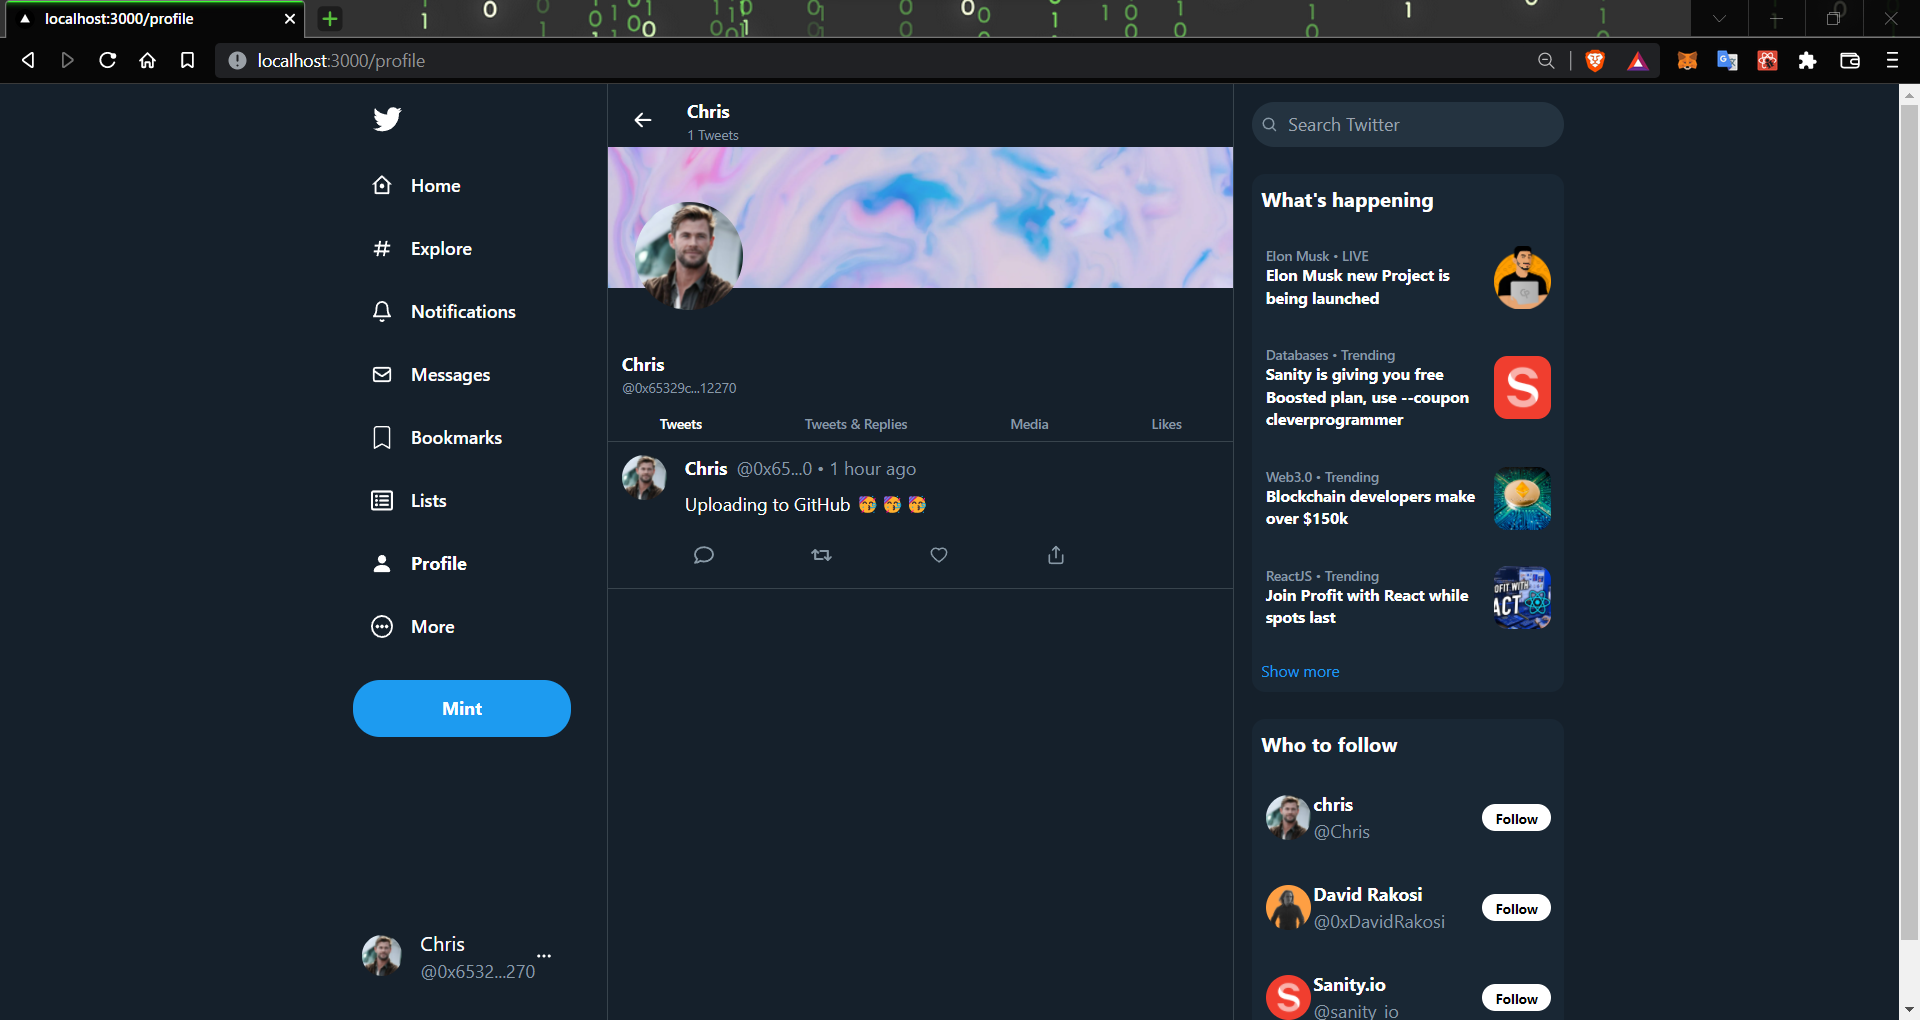 localhost:3000/profile
localhost:3000/profile
Home
Explore
Notifications
Messages
Bookmarks
Lists
Profile
More
Mint
Chris
@0x6532...270
Chris
1 Tweets
Chris
@0x65329c...12270
Tweets
Tweets & Replies
Media
Likes
Chris @0x65...0 • 1 hour ago
Uploading to GitHub 🥳 🥳 🥳
Search Twitter
What's happening
Elon Musk • LIVE
Elon Musk new Project is
being launched
Databases • Trending
Sanity is giving you free
Boosted plan, use --coupon
cleverprogrammer
S
Web3.0 • Trending
Blockchain developers make
over $150k
ReactJS • Trending
Join Profit with React while
spots last
OFIT WITH
ACT
Show more
Who to follow
chris
@Chris
Follow
David Rakosi
@0xDavidRakosi
Follow
S
Sanity.io
@sanity_io
Follow